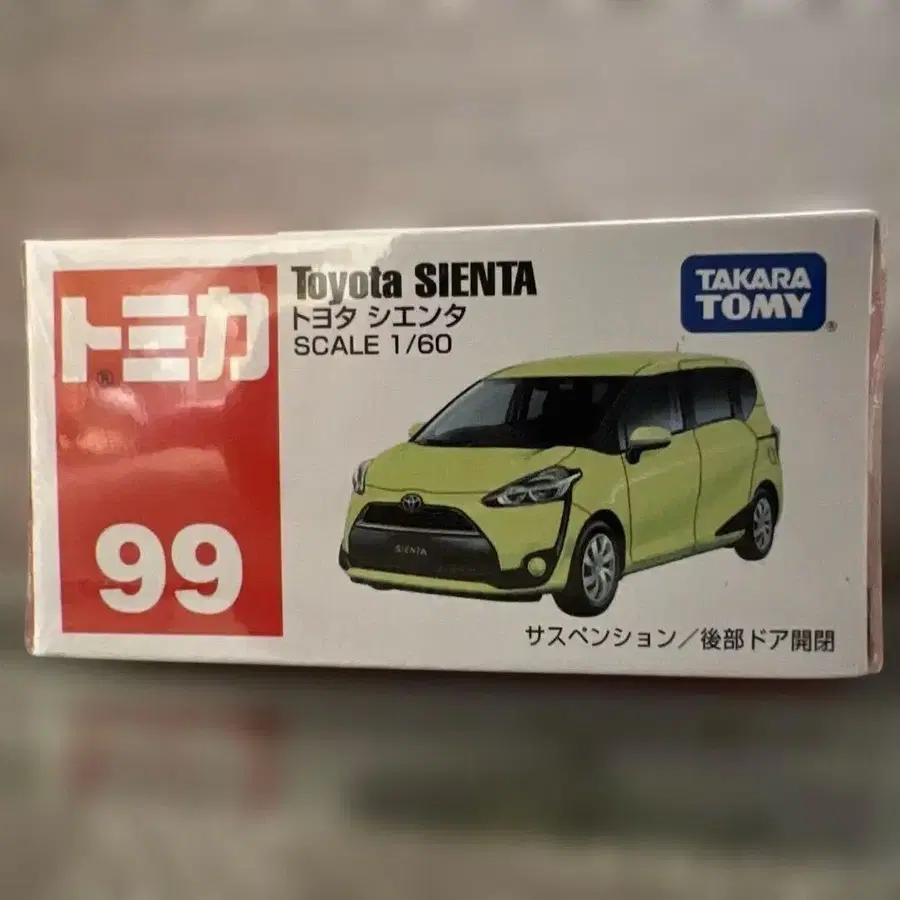 トミカ®
99
Toyota SIENTA
トヨタ シエンタ
SCALE 1/60
TAKARA
TOMY®
SIENTA
サスペンション／後部ドア開閉